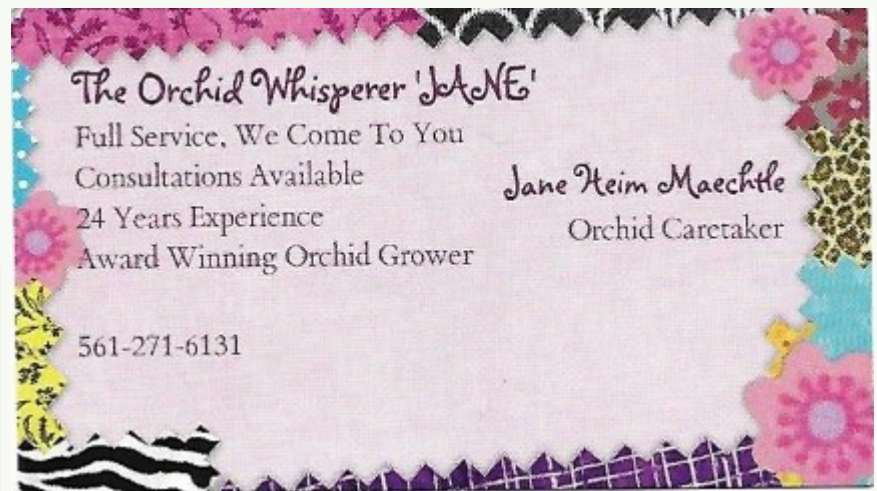 The Orchid Whisperer 'JANE'
Full Service, We Come To You
Consultations Available
24 Years Experience
Award Winning Orchid Grower
561-271-6131
Jane Heim Maechtle
Orchid Caretaker